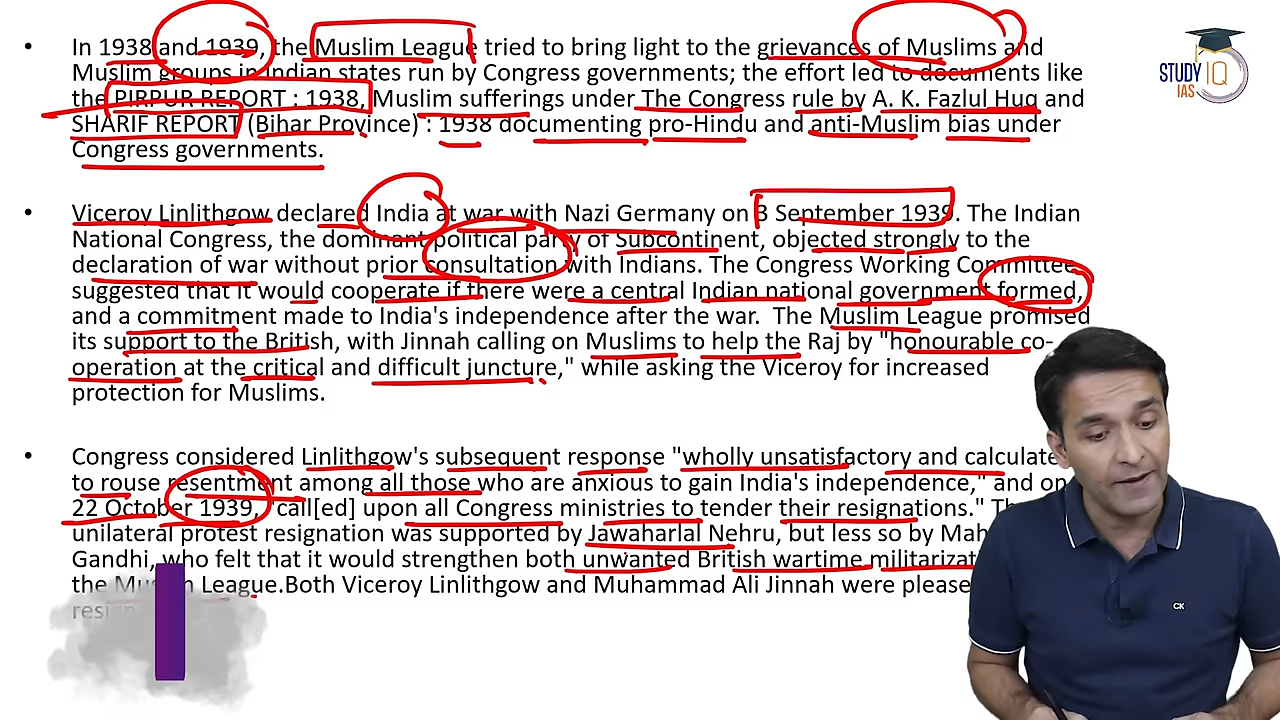 • In 1938 and 1939, the Muslim League tried to bring light to the grievances of Muslims and
Muslim groups in Indian states run by Congress governments; the effort led to documents like
the PIRPUR REPORT : 1938, Muslim sufferings under The Congress rule by A. K. Fazlul Huq and
SHARIF REPORT (Bihar Province) : 1938 documenting pro-Hindu and anti-Muslim bias under
Congress governments.
STUDY IQ
IAS
• Viceroy Linlithgow declared India at war with Nazi Germany on 3 September 1939. The Indian
National Congress, the dominant political party of Subcontinent, objected strongly to the
declaration of war without prior consultation with Indians. The Congress Working Committee
suggested that it would cooperate if there were a central Indian national government formed,
and a commitment made to India's independence after the war. The Muslim League promised
its support to the British, with Jinnah calling on Muslims to help the Raj by "honourable co-
operation at the critical and difficult juncture," while asking the Viceroy for increased
protection for Muslims.
• Congress considered Linlithgow's subsequent response "wholly unsatisfactory and calculate
to rouse resentment among all those who are anxious to gain India's independence," and on
22 October 1939, "call[ed] upon all Congress ministries to tender their resignations."
unilateral protest resignation was supported by Jawaharlal Nehru, but less so by
Gandhi, who felt that it would strengthen both unwanted British wartime
the Muslim League.Both Viceroy Linlithgow and Muhammad Ali Jinnah were
CK